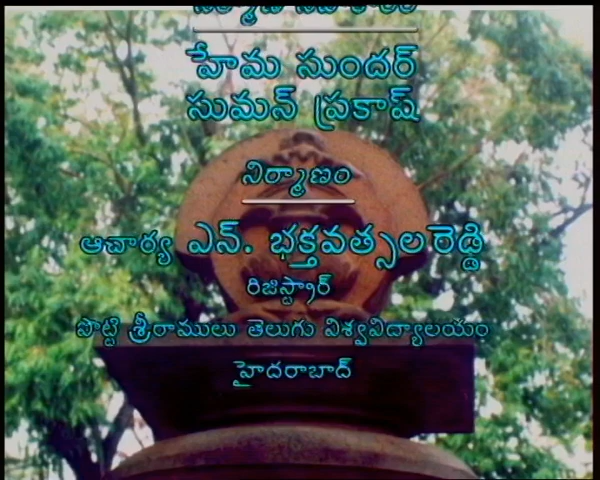 హేమ సుందర్
సుమన్ ప్రకాష్
నిర్మాణం
ఆచార్య ఎన్. భక్తవత్సలరెడ్డి
రిజిస్ట్రార్
పొట్టి శ్రీరాములు తెలుగు విశ్వవిద్యాలయం
హైదరాబాద్